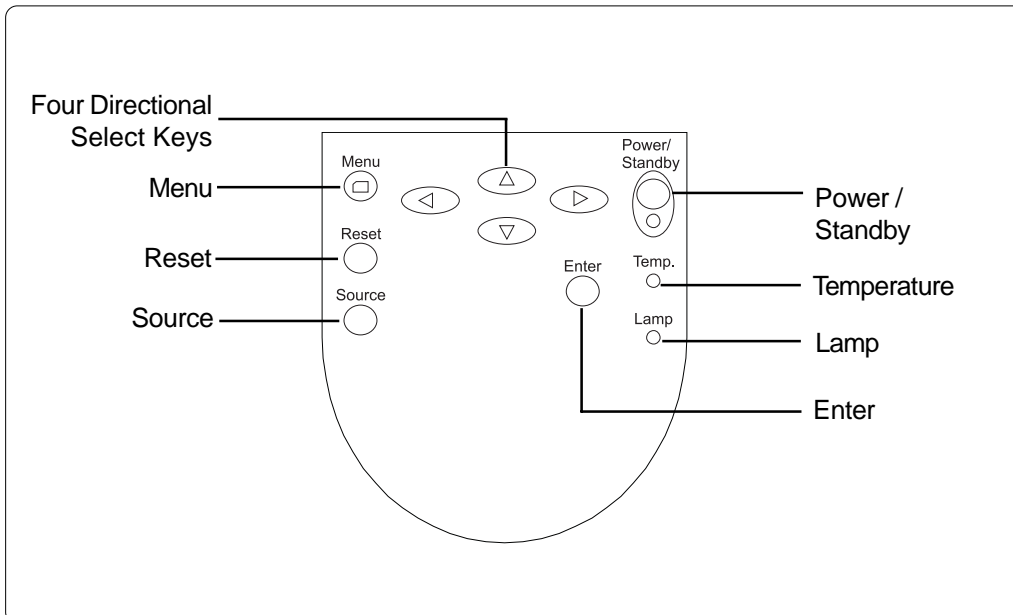 Four Directional
Select Keys
Menu
Reset
Source
Menu
Reset
Source
Power/
Standby
Enter
Temp.
Lamp
Power /
Standby
Temperature
Lamp
Enter